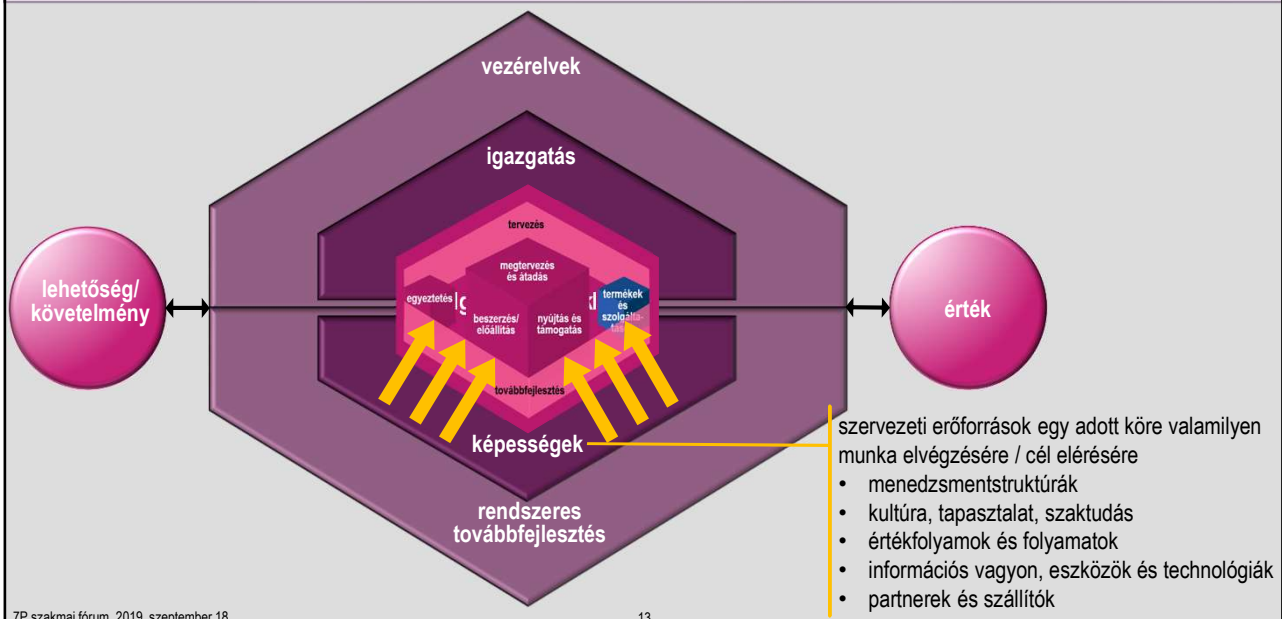 vezérelvek
igazgatás
lehetőség/
követelmény
tervezés
megtervezés
és átadás
egyeztetés
beszerzés/
előállítás
nyújtás és
támogatás
termékek
és
szolgálta-
tás
továbbfejlesztés
érték
képességek
rendszeres
továbbfejlesztés
szervezeti erőforrások egy adott köre valamilyen
munka elvégzésére / cél elérésére
• menedzsmentstruktúrák
• kultúra, tapasztalat, szaktudás
• értékfolyamok és folyamatok
• információs vagyon, eszközök és technológiák
• partnerek és szállítók
7P szakmai fórum, 2019. szeptember 18.
13